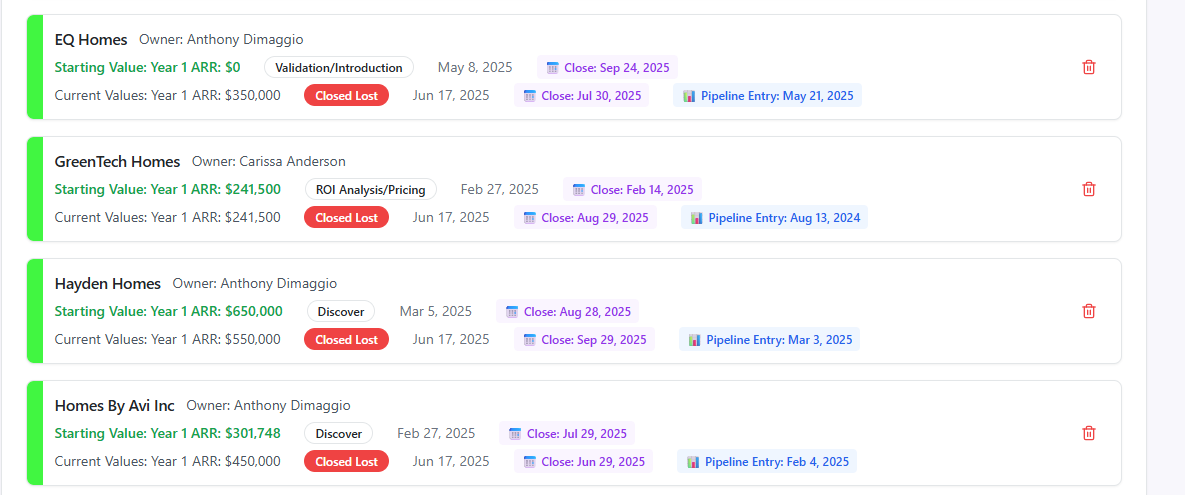 EQ Homes Owner: Anthony Dimaggio
Starting Value: Year 1 ARR: $0 Validation/Introduction May 8, 2025 Close: Sep 24, 2025
Current Values: Year 1 ARR: $350,000 Closed Lost Jun 17, 2025 Close: Jul 30, 2025 Pipeline Entry: May 21, 2025
GreenTech Homes Owner: Carissa Anderson
Starting Value: Year 1 ARR: $241,500 ROI Analysis/Pricing Feb 27, 2025 Close: Feb 14, 2025
Current Values: Year 1 ARR: $241,500 Closed Lost Jun 17, 2025 Close: Aug 29, 2025 Pipeline Entry: Aug 13, 2024
Hayden Homes Owner: Anthony Dimaggio
Starting Value: Year 1 ARR: $650,000 Discover Mar 5, 2025 Close: Aug 28, 2025
Current Values: Year 1 ARR: $550,000 Closed Lost Jun 17, 2025 Close: Sep 29, 2025 Pipeline Entry: Mar 3, 2025
Homes By Avi Inc Owner: Anthony Dimaggio
Starting Value: Year 1 ARR: $301,748 Discover Feb 27, 2025 Close: Jul 29, 2025
Current Values: Year 1 ARR: $450,000 Closed Lost Jun 17, 2025 Close: Jun 29, 2025 Pipeline Entry: Feb 4, 2025